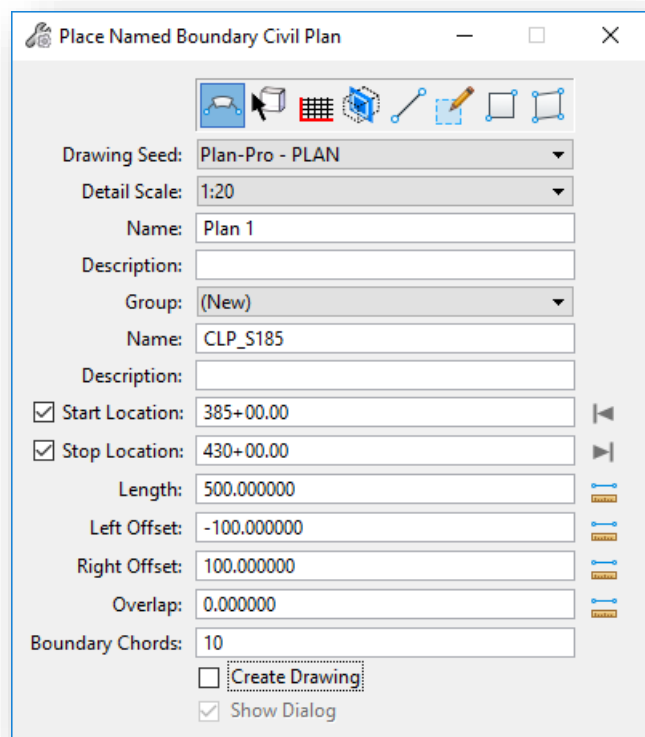 Place Named Boundary Civil Plan
Drawing Seed: Plan-Pro - PLAN
Detail Scale: 1:20
Name: Plan 1
Description:
Group: (New)
Name: CLP_S185
Description:
Start Location: 385+00.00
Stop Location: 430+00.00
Length: 500.000000
Left Offset: -100.000000
Right Offset: 100.000000
Overlap: 0.000000
Boundary Chords: 10
Create Drawing
Show Dialog